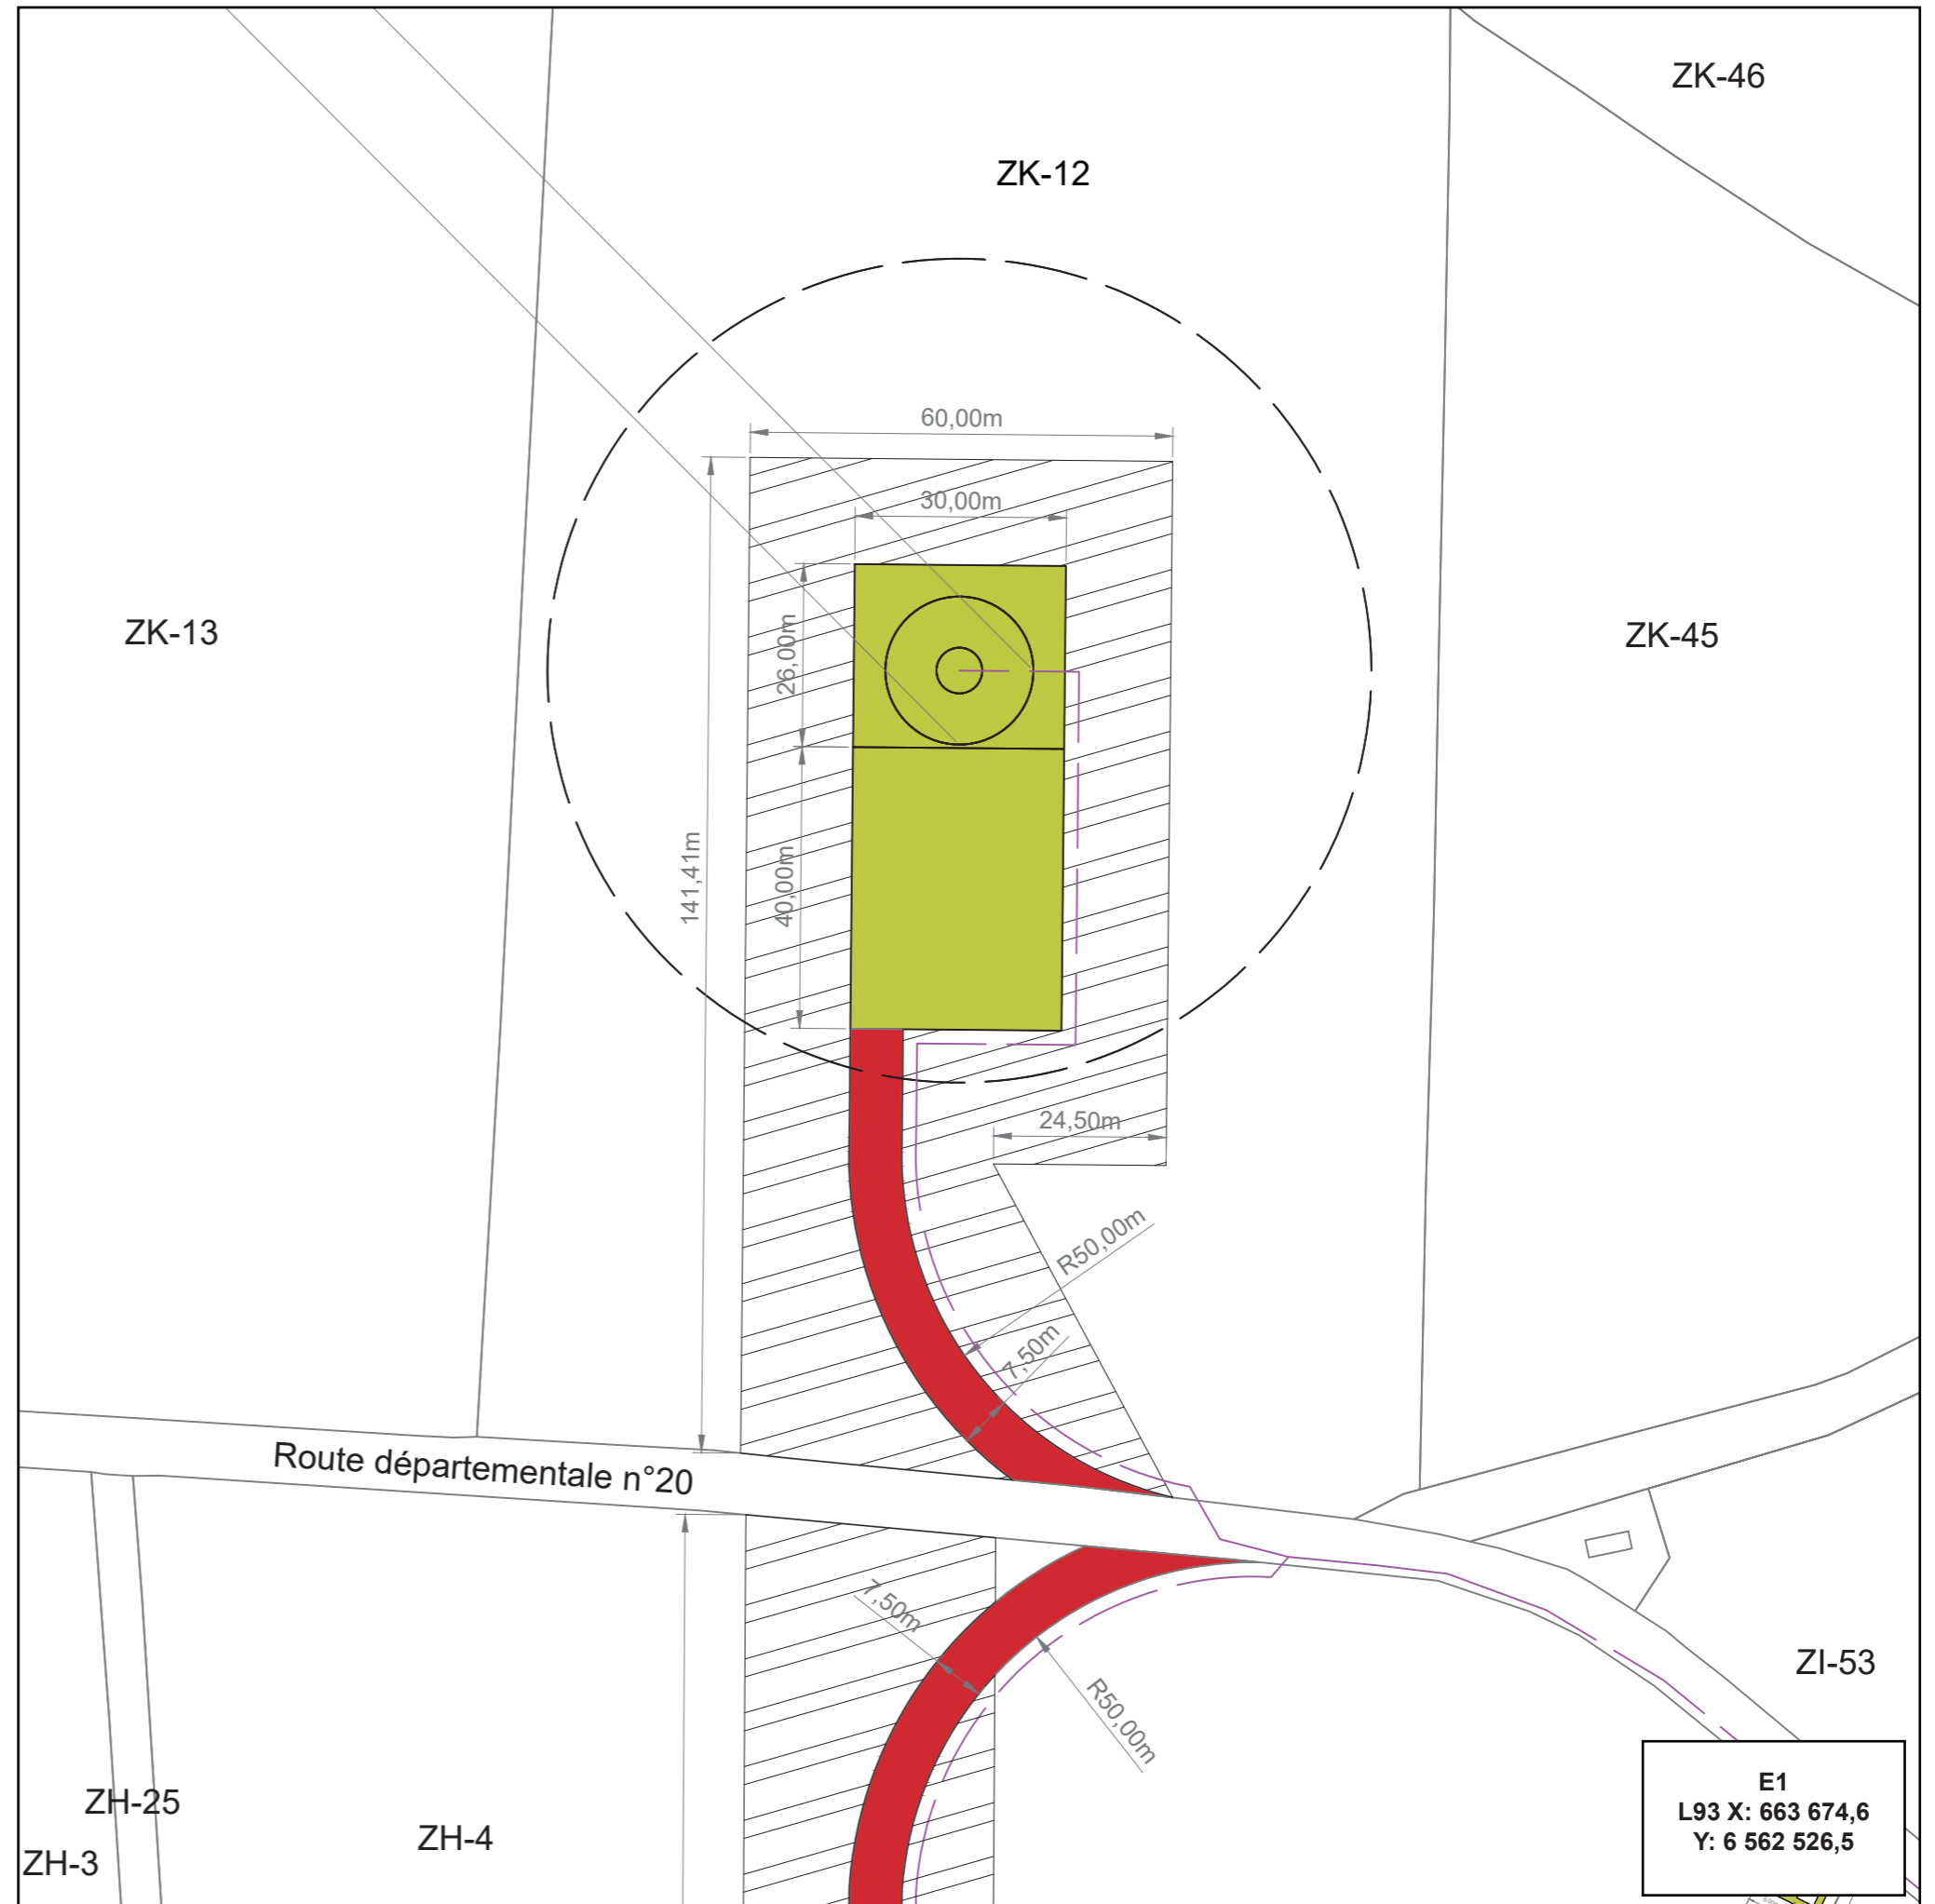 ZK-46
ZK-12
60,00m
30,00m
ZK-13
26,00m
ZK-45
141,41m
40,00m
24,50m
R50,00m
7,50m
Route départementale n°20
7,50m
R50,00m
ZI-53
E1
L93 X: 663 674,6
Y: 6 562 526,5
ZH-25
ZH-4
ZH-3